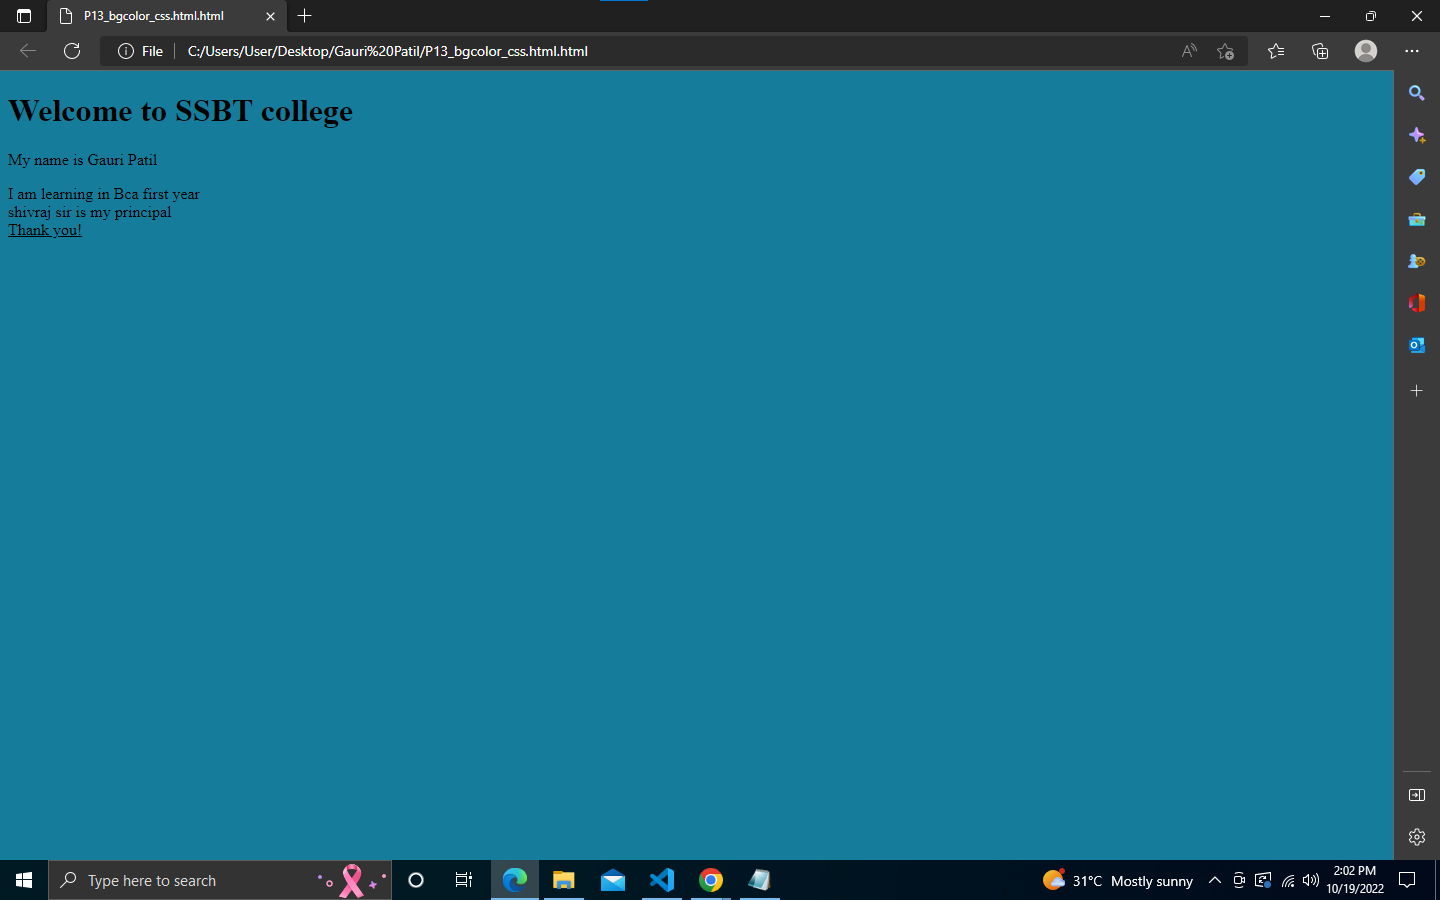 P13_bgcolor_css.html.html
File
C:/Users/User/Desktop/Gauri%20Patil/P13_bgcolor_css.html.html
Welcome to SSBT college
My name is Gauri Patil
I am learning in Bca first year
shivraj sir is my principal
Thank you!
Type here to search
31°C Mostly sunny
2:02 PM
10/19/2022